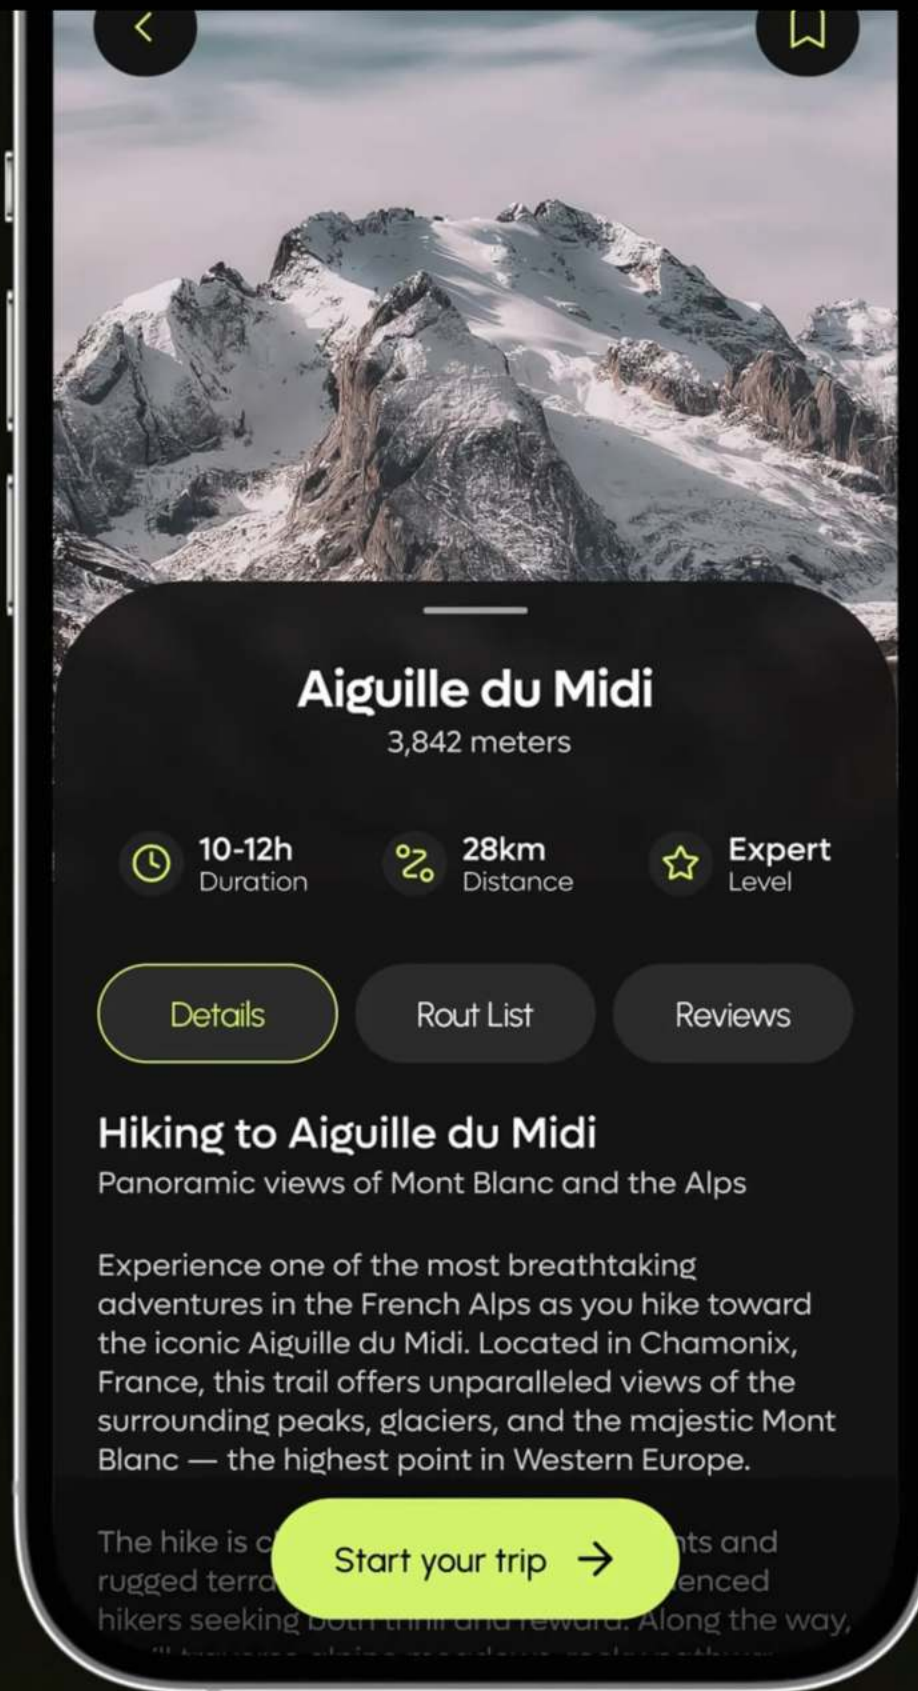 Aiguille du Midi
3,842 meters
10-12h
Duration
28km
Distance
Expert
Level
Details
Rout List
Reviews
Hiking to Aiguille du Midi
Panoramic views of Mont Blanc and the Alps
Experience one of the most breathtaking
adventures in the French Alps as you hike toward
the iconic Aiguille du Midi. Located in Chamonix,
France, this trail offers unparalleled views of the
surrounding peaks, glaciers, and the majestic Mont
Blanc — the highest point in Western Europe.
The hike is and
rugged
hikers seeking both thrill and reward. Along the way,
Start your trip